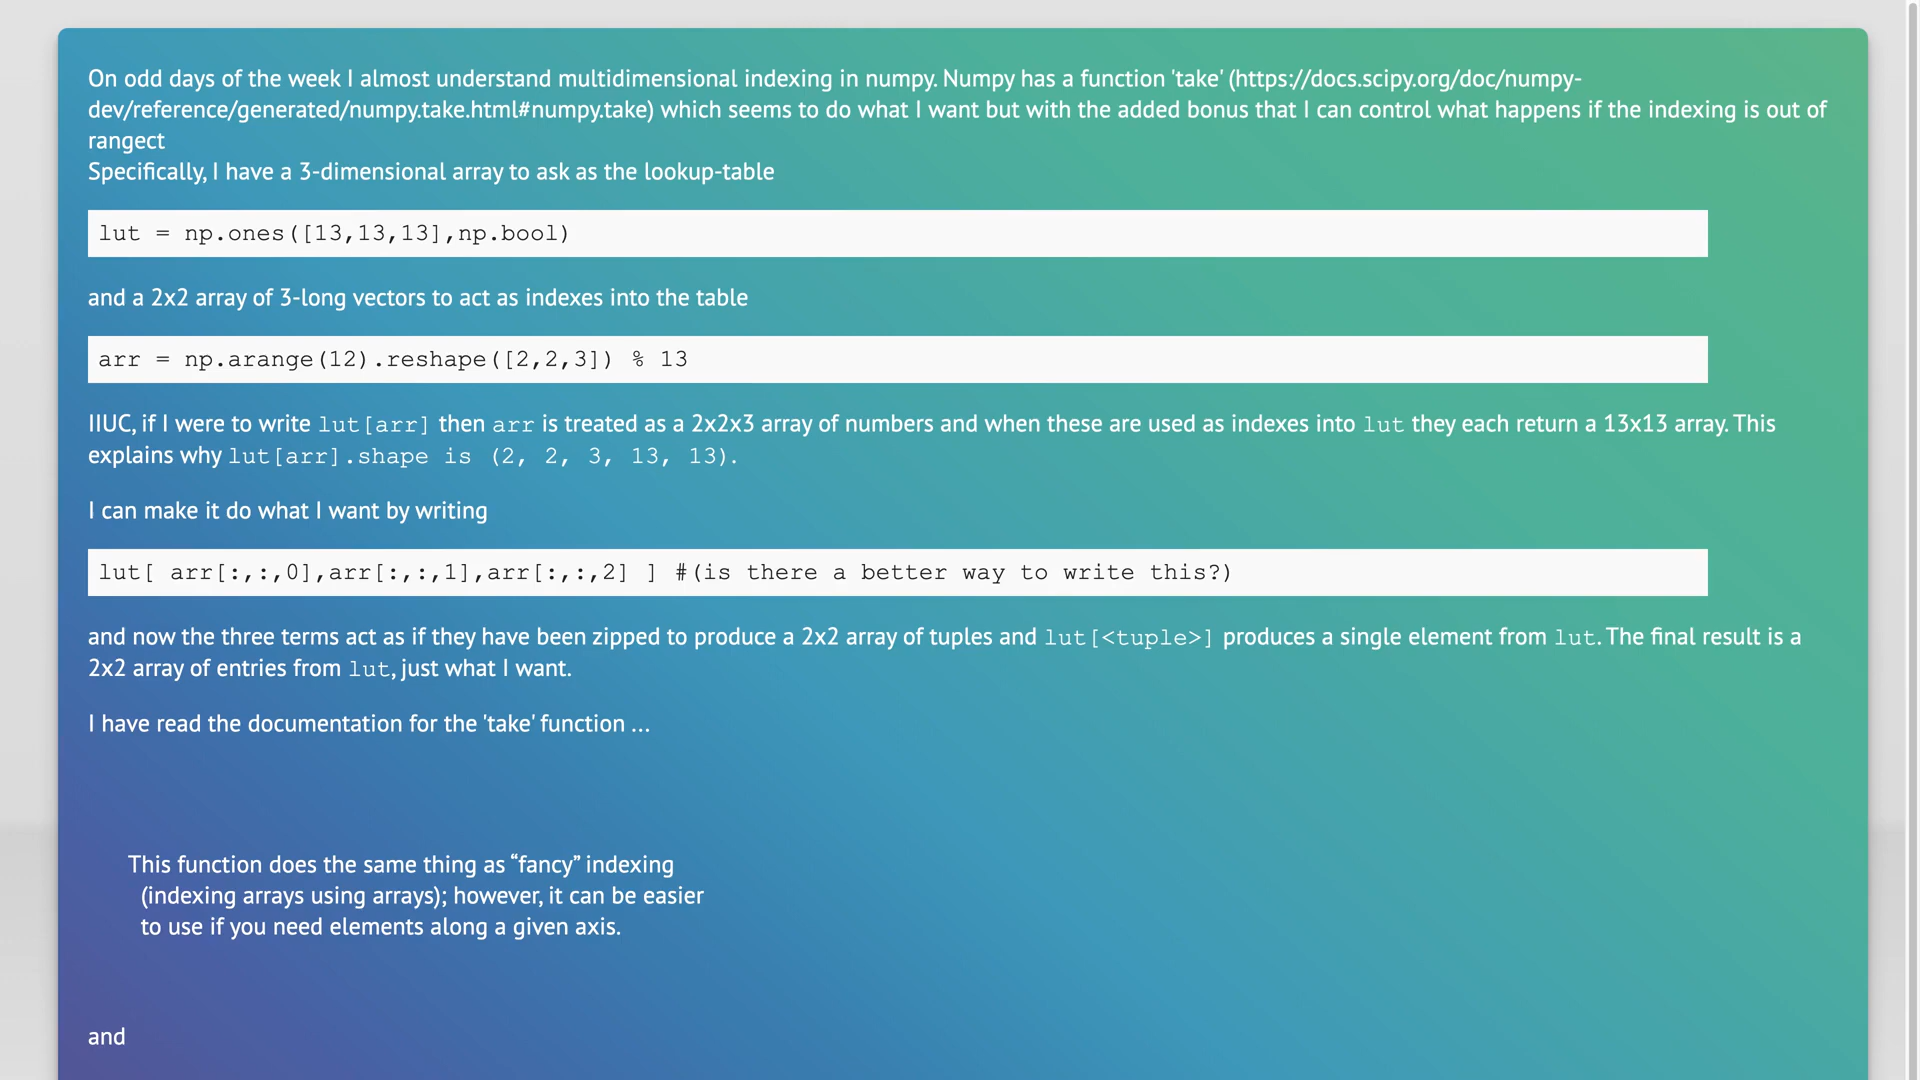 On odd days of the week I almost understand multidimensional indexing in numpy. Numpy has a function 'take' (https://docs.scipy.org/doc/numpy-
dev/reference/generated/numpy.take.html#numpy.take) which seems to do what I want but with the added bonus that I can control what happens if the indexing is out of
rangect
Specifically, I have a 3-dimensional array to ask as the lookup-table
lut = np.ones([13,13,13],np.bool)
and a 2x2 array of 3-long vectors to act as indexes into the table
arr = np.arange(12).reshape([2,2,3]) % 13
IIUC, if I were to write lut[arr] then arr is treated as a 2x2x3 array of numbers and when these are used as indexes into lut they each return a 13x13 array. This
explains why lut[arr].shape is (2, 2, 3, 13, 13).
I can make it do what I want by writing
lut[ arr[:,:,0],arr[:,:,1],arr[:,:,2] ] #(is there a better way to write this?)
and now the three terms act as if they have been zipped to produce a 2x2 array of tuples and lut[<tuple>] produces a single element from lut. The final result is a
2x2 array of entries from lut, just what I want.
I have read the documentation for the 'take' function ...
This function does the same thing as “fancy” indexing
(indexing arrays using arrays); however, it can be easier
to use if you need elements along a given axis.
and